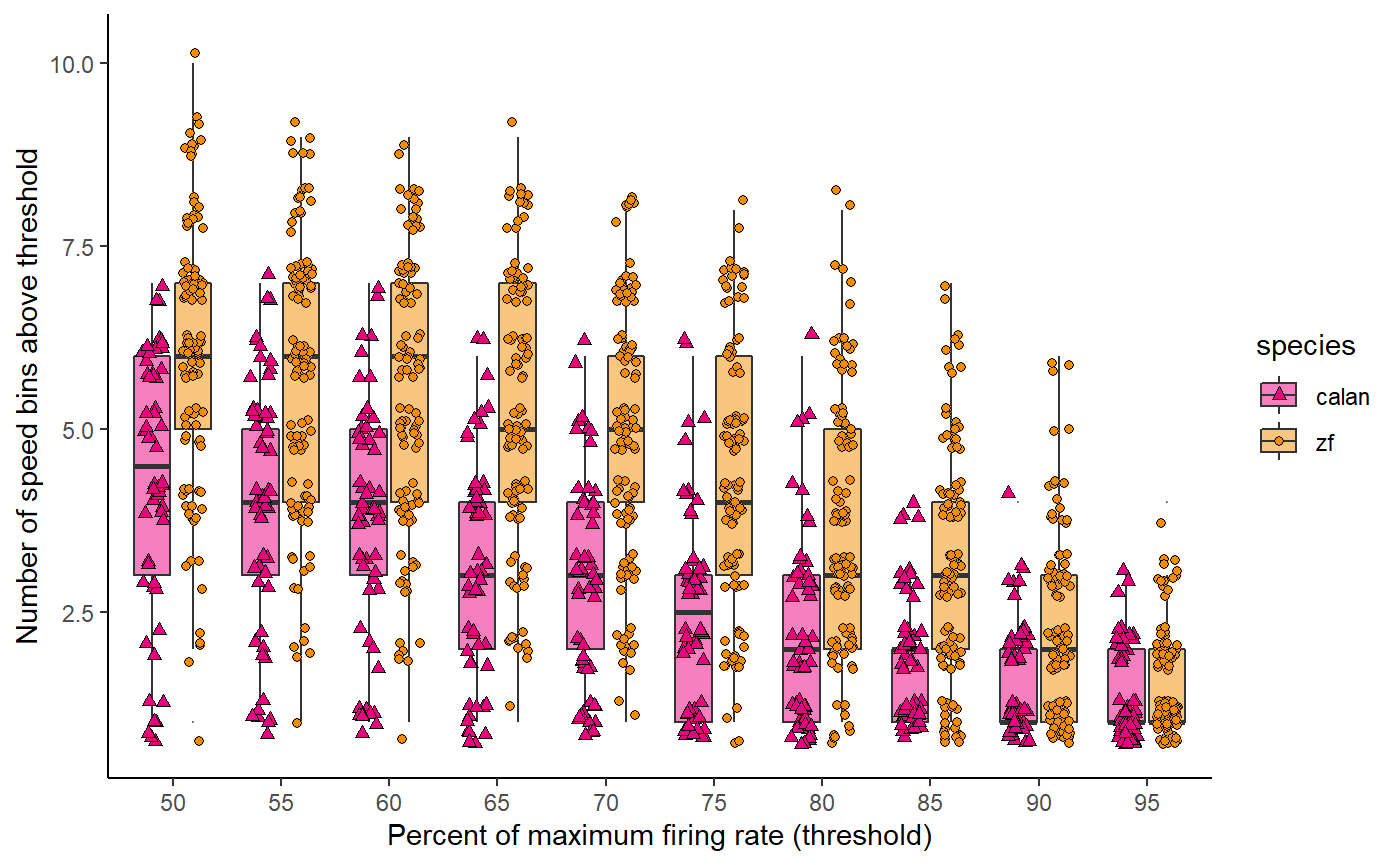 10.0
7.5
5.0
2.5
Number of speed bins above threshold
50 55 60 65 70 75 80 85 90 95
Percent of maximum firing rate (threshold)
species
calan
zf